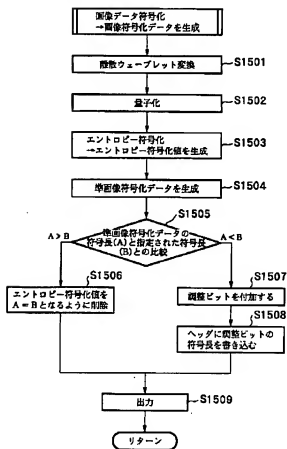 画像データ符号化
→画像符号化データを生成
離散ウェーブレット変換
S1501
量子化
S1502
エントロピー符号化
→エントロピー符号化値を生成
S1503
準画像符号化データを生成
S1504
S1505
準画像符号化データの
符号長(A)と指定された符号長
(B)との比較
A≥B
A<B
S1506
エントロピー符号化値を
A=Bとなるように削除
S1507
調整ビットを付加する
S1508
ヘッダに調整ビットの
符号長を書き込む
出力
S1509
リターン